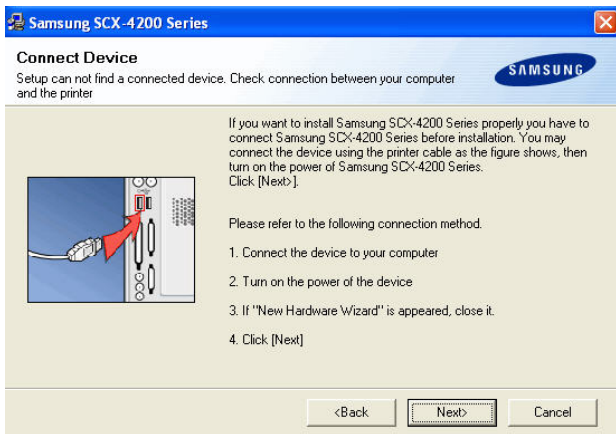 Samsung SCX-4200 Series
Connect Device
Setup can not find a connected device. Check connection between your computer
and the printer
SAMSUNG
If you want to install Samsung SCX-4200 Series properly you have to
connect Samsung SCX-4200 Series before installation. You may
connect the device using the printer cable as the figure shows, then
turn on the power of Samsung SCX-4200 Series.
Click [Next>].
Please refer to the following connection method.
1. Connect the device to your computer
2. Turn on the power of the device
3. If "New Hardware Wizard" is appeared, close it.
4. Click [Next]
<Back
Next>
Cancel